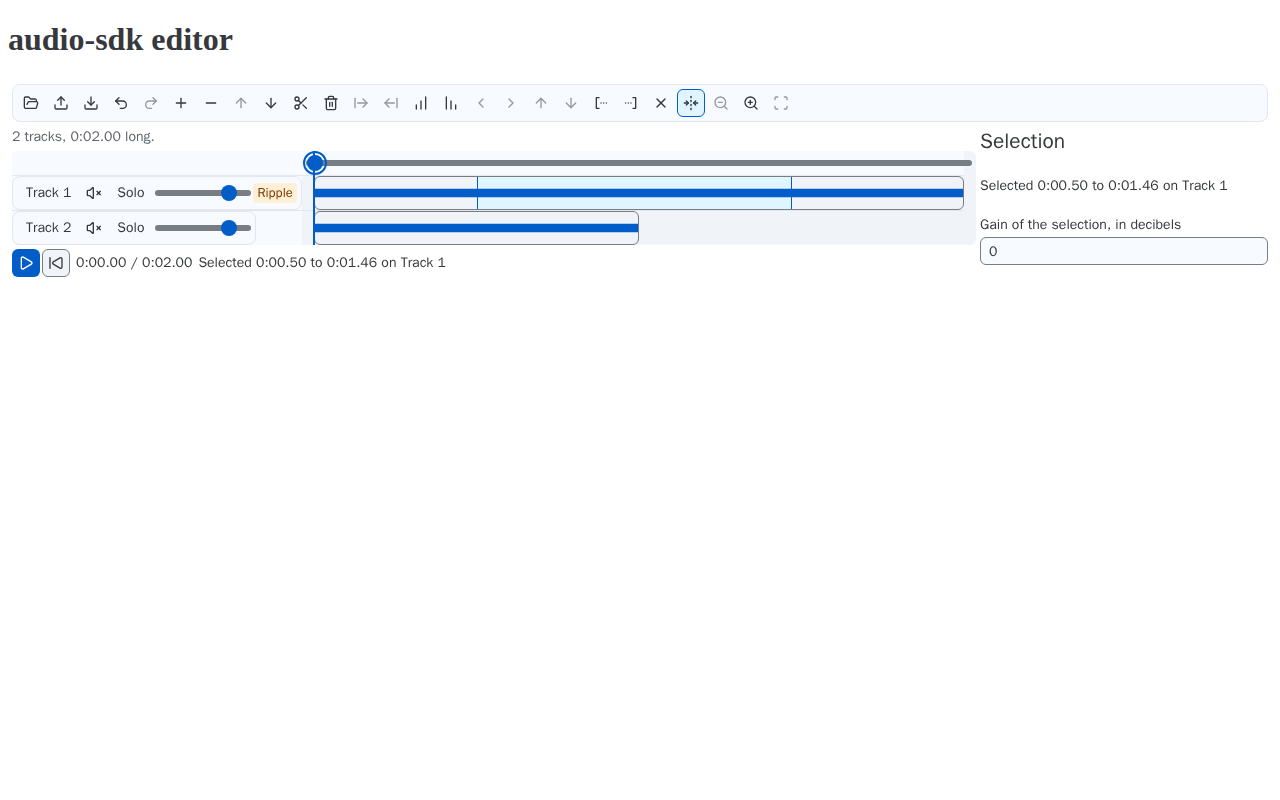 audio-sdk editor
2 tracks, 0:02.00 long.
Selection
Track 1 Solo Ripple
Selected 0:00.50 to 0:01.46 on Track 1
Track 2 Solo
Gain of the selection, in decibels
0
0:00.00 / 0:02.00 Selected 0:00.50 to 0:01.46 on Track 1